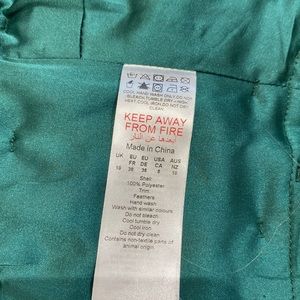 COOL HAND WASH ONLY. DO NOT
BLEACH. TUMBLE DRY
HEAT. COOL IRON. DO NOT DRY
CLEAN.
KEEP AWAY
FROM FIRE
ابعدها عن النار
Made in China
UK EU EU USA AUS
FR DE CA NZ
10 38 36 6 10
Shell:
100% Polyester
Trim
Feathers
Hand wash
Wash with similar colours
Do not bleach
Cool tumble dry
Cool iron
Do not dry clean
Contains non-textile parts of
animal origin